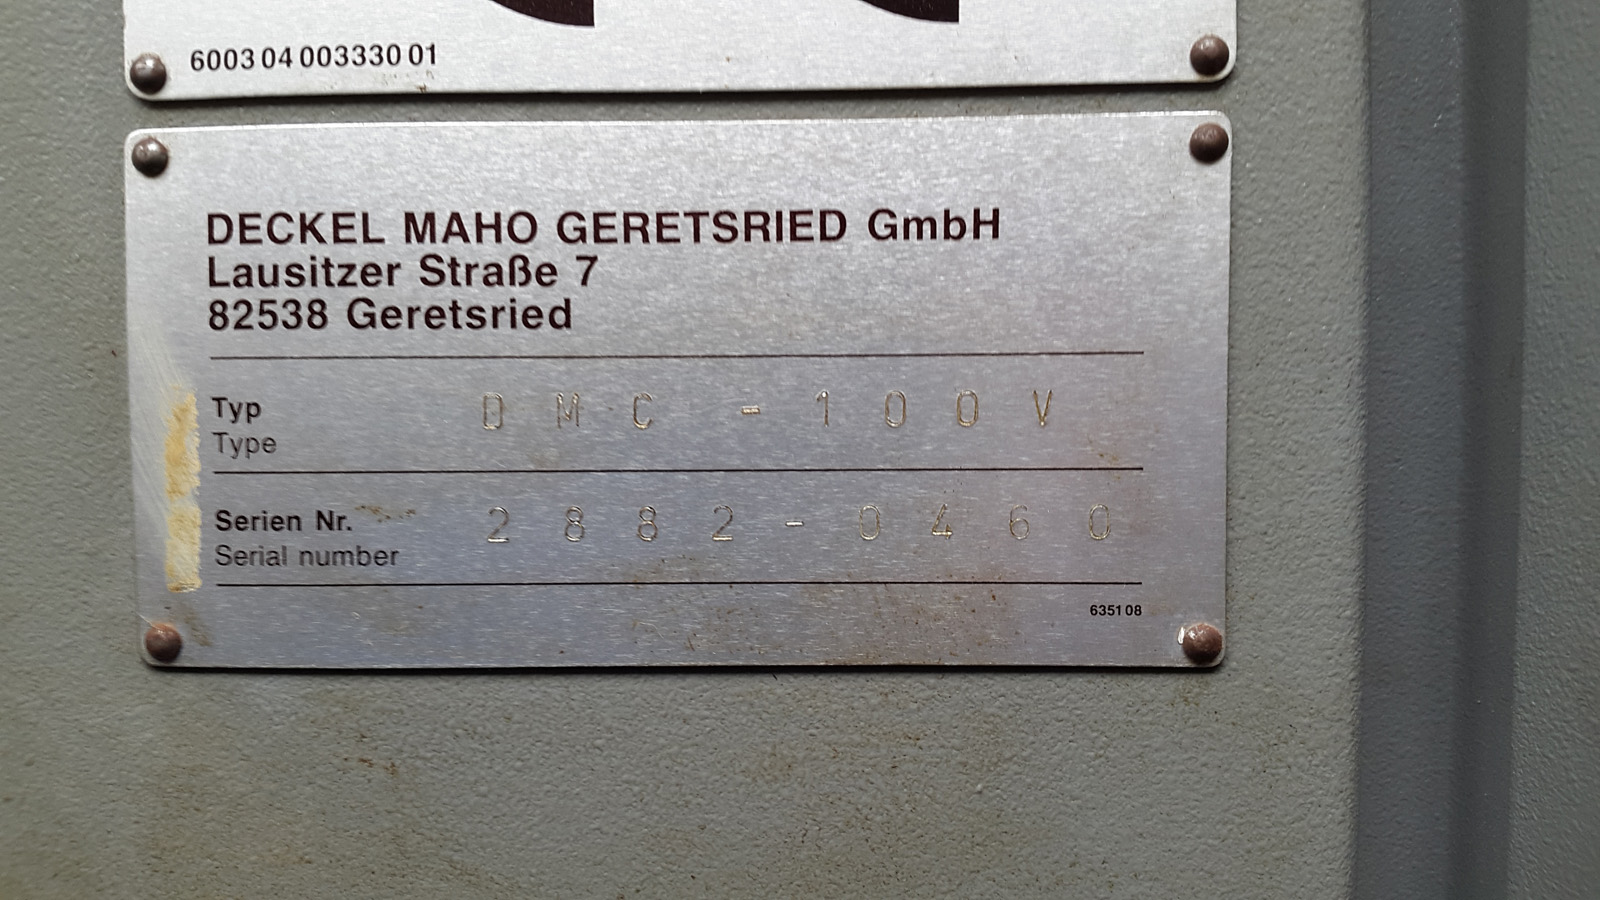 6003 04 003330 01
DECKEL MAHO GERETSRIED GmbH
Lausitzer Straße 7
82538 Geretsried
Typ DMC -100V
Type
Serien Nr. 2882-0460
Serial number
635108